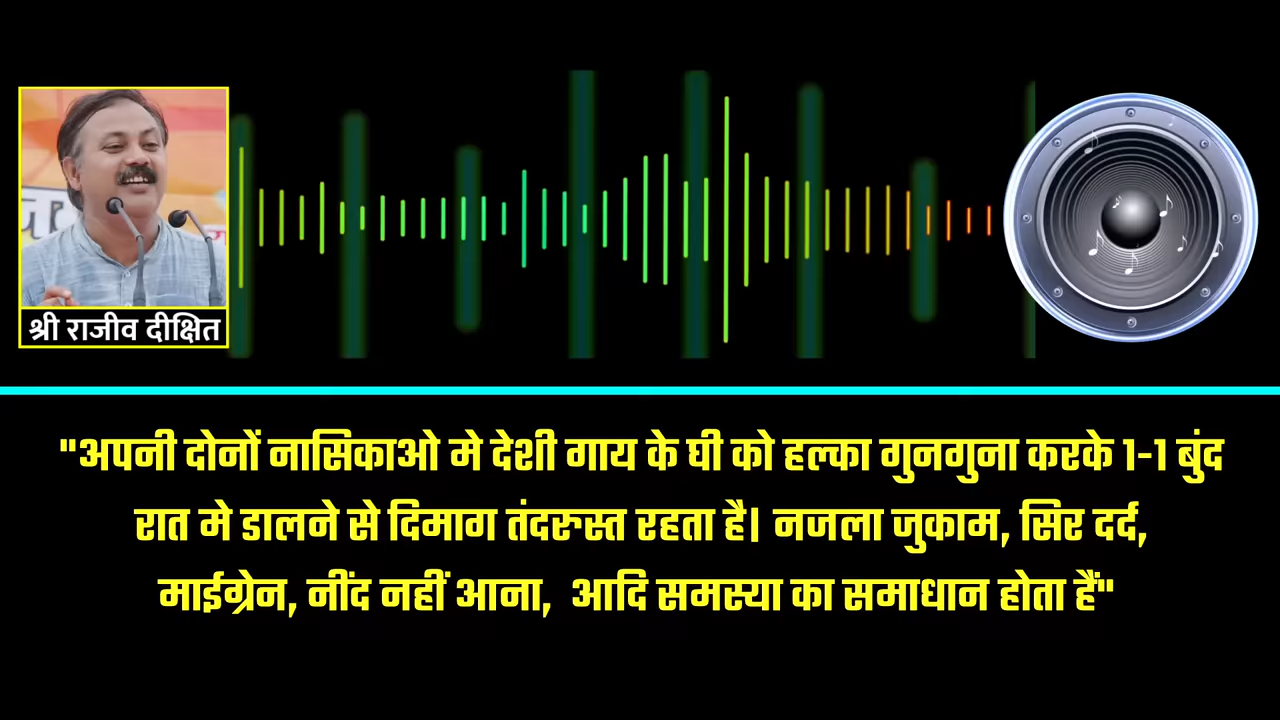 श्री राजीव दीक्षित
"अपनी दोनों नासिकाओ मे देशी गाय के घी को हल्का गुनगुना करके 1-1 बुंद
रात मे डालने से दिमाग तंदरुस्त रहता है। नजला जुकाम, सिर दर्द,
माईग्रेन, नींद नहीं आना,  आदि समस्या का समाधान होता हैं"